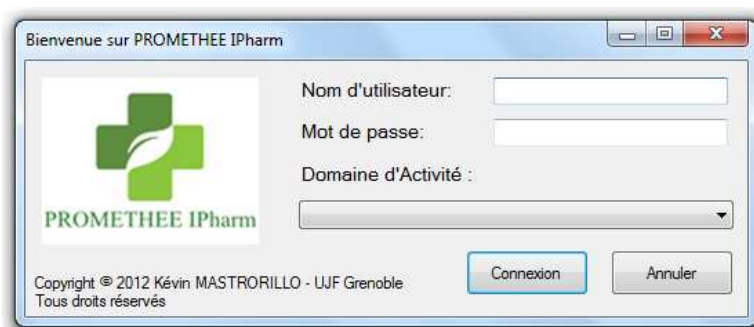 Bienvenue sur PROMETHEE IPharm
Nom d'utilisateur:
Mot de passe:
Domaine d'Activité :
PROMETHEE IPharm
Connexion
Annuler
Copyright © 2012 Kévin MASTRORILLO - UJF Grenoble
Tous droits réservés